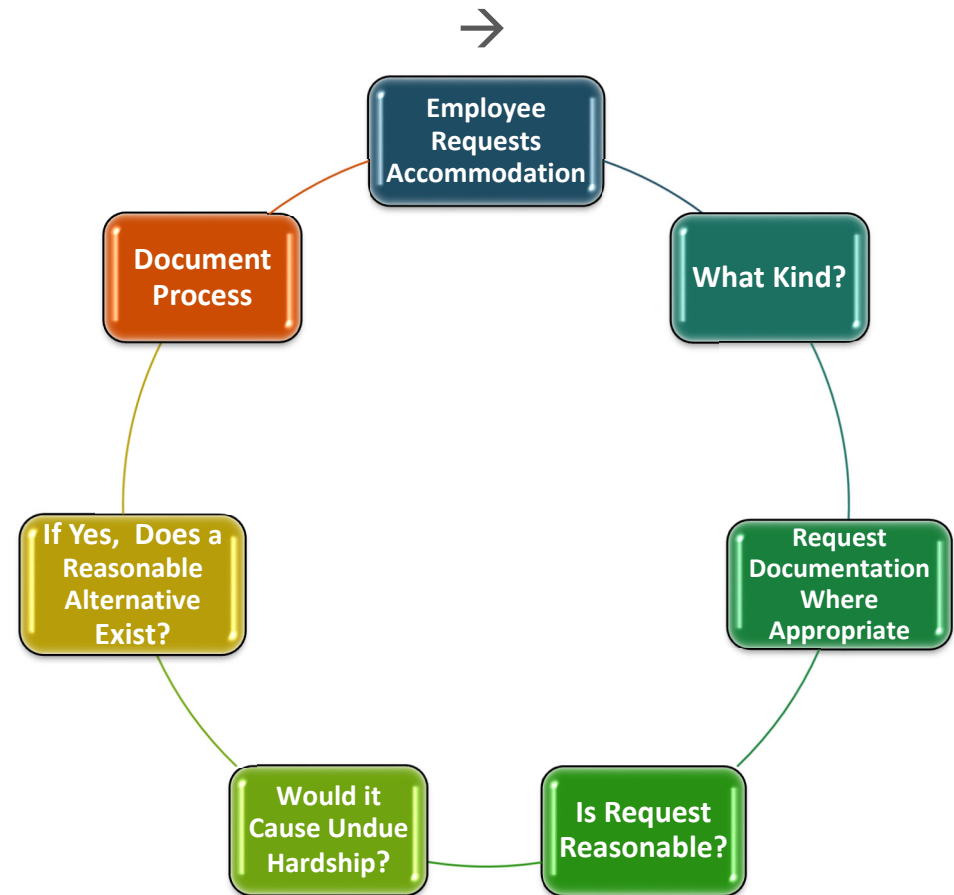 →
Employee
Requests
Accommodation
What Kind?
Request
Documentation
Where
Appropriate
Is Request
Reasonable?
Would it
Cause Undue
Hardship?
If Yes,  Does a
Reasonable
Alternative
Exist?
Document
Process